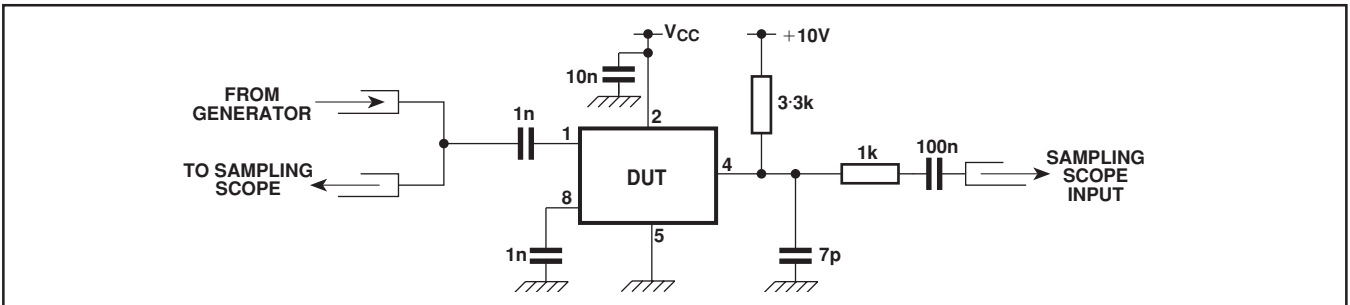 VCC
+10V
10n
3·3k
FROM
GENERATOR
1n
1
2
100n
1k
4
SAMPLING
SCOPE
INPUT
TO SAMPLING
SCOPE
DUT
8
5
1n
7p